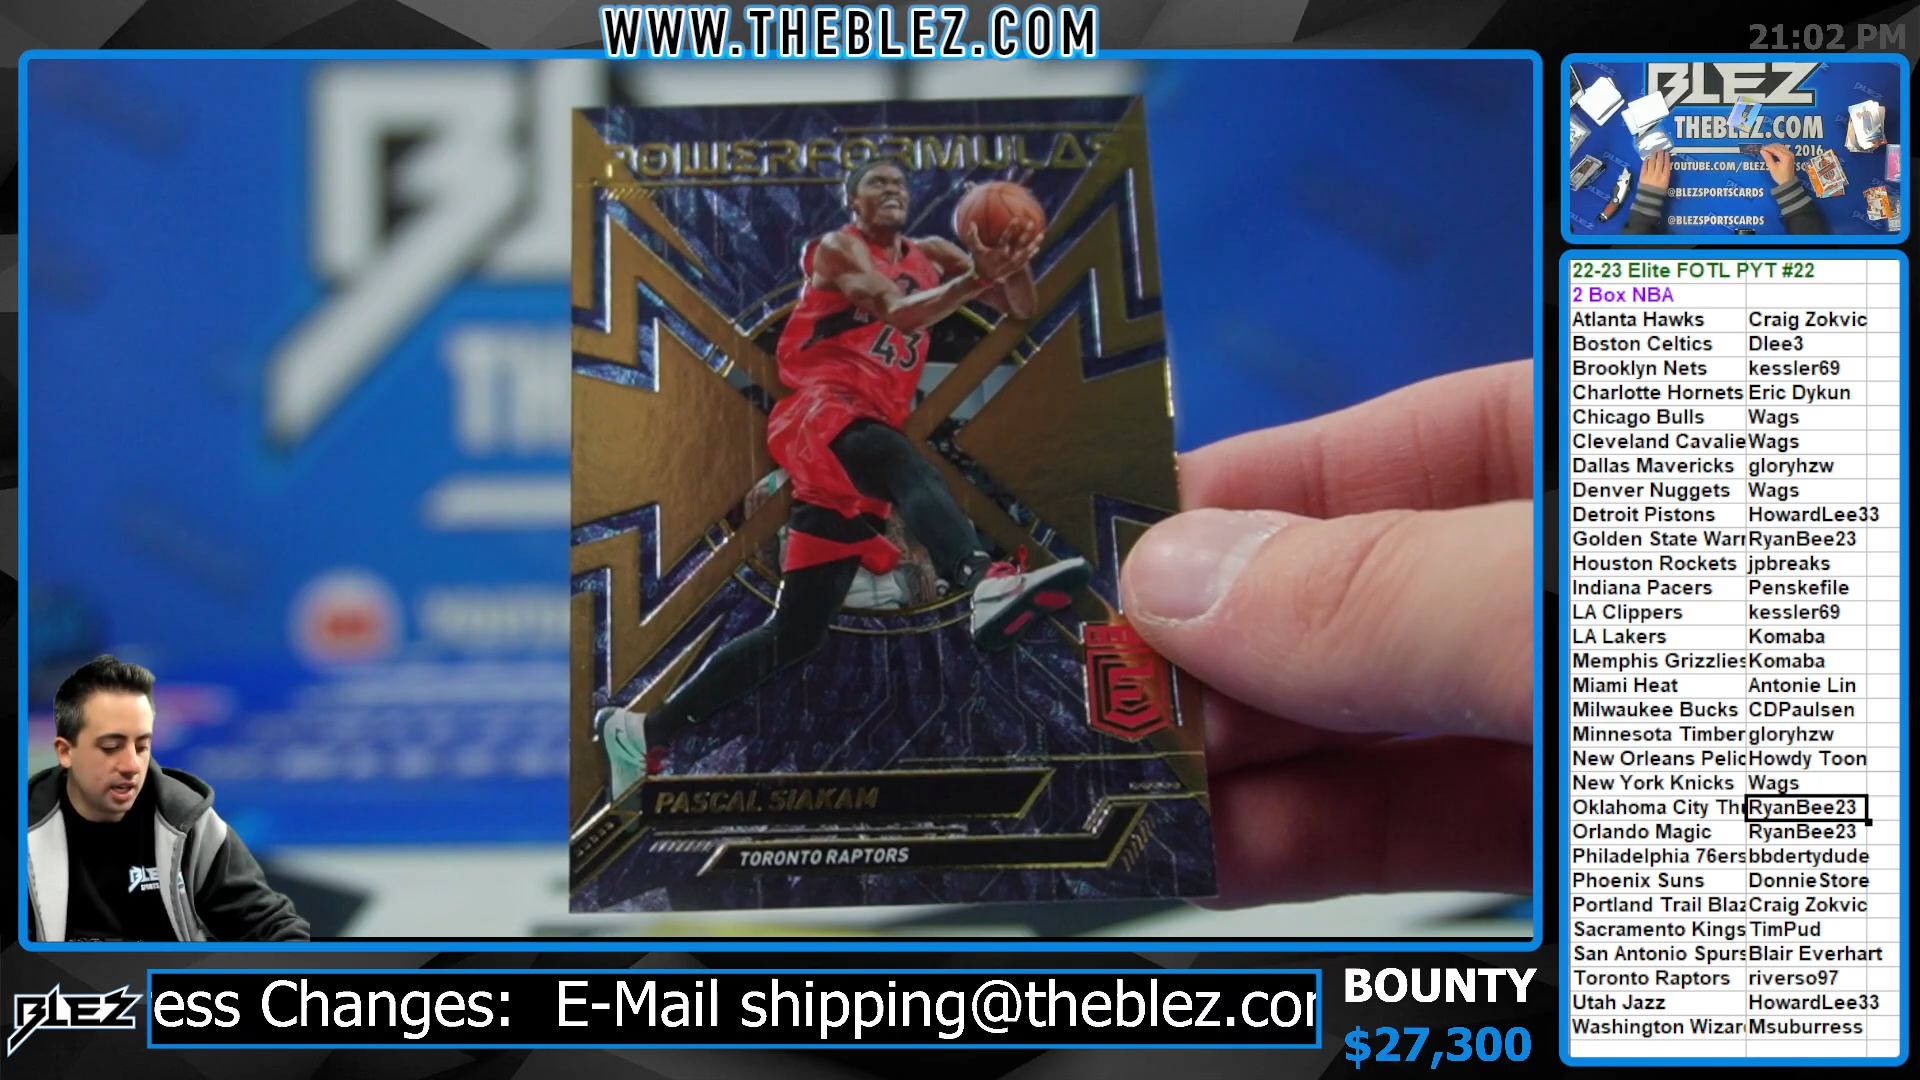 WWW.THEBLEZ.COM
21:02 PM
POWERFORMULAS
43
PASCAL SIAKAM
TORONTO RAPTORS
BLEZ
THEBLEZ.COM
2016
YOUTUBE.COM/BLEZ
@BLEZSPORTSCARDS
@BLEZSPORTSCARDS
22-23 Elite FOTL PYT #22
2 Box NBA
Atlanta Hawks Craig Zokvic
Boston Celtics Dlee3
Brooklyn Nets kessler69
Charlotte Hornets Eric Dykun
Chicago Bulls Wags
Cleveland Cavalie Wags
Dallas Mavericks gloryhzw
Denver Nuggets Wags
Detroit Pistons HowardLee33
Golden State Warr RyanBee23
Houston Rockets jpbreaks
Indiana Pacers Penskefile
LA Clippers kessler69
LA Lakers Komaba
Memphis Grizzlies Komaba
Miami Heat Antonie Lin
Milwaukee Bucks CDPaulsen
Minnesota Timber gloryhzw
New Orleans Pelic Howdy Toon
New York Knicks Wags
Oklahoma City Thu RyanBee23
Orlando Magic RyanBee23
Philadelphia 76ers bbdertydude
Phoenix Suns DonnieStore
Portland Trail Blaz Craig Zokvic
Sacramento Kings TimPud
San Antonio Spurs Blair Everhart
Toronto Raptors riverso97
Utah Jazz HowardLee33
Washington Wizar Msuburress
BLEZ
BLEZ
ess Changes: E-Mail shipping@theblez.com
BOUNTY
$27,300